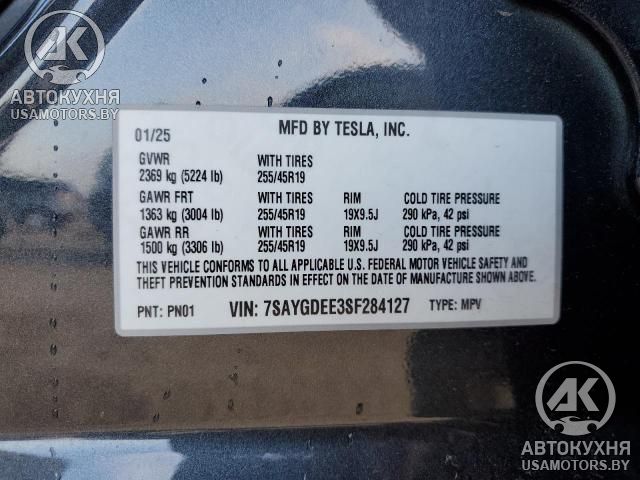 AK
АВТОКУХНЯ
USAMOTORS.BY
01/25 MFD BY TESLA, INC.
GVWR WITH TIRES
2369 kg (5224 lb) 255/45R19
GAWR FRT WITH TIRES RIM COLD TIRE PRESSURE
1363 kg (3004 lb) 255/45R19 19X9.5J 290 kPa, 42 psi
GAWR RR WITH TIRES RIM COLD TIRE PRESSURE
1500 kg (3306 lb) 255/45R19 19X9.5J 290 kPa, 42 psi
THIS VEHICLE CONFORMS TO ALL APPLICABLE U.S. FEDERAL MOTOR VEHICLE SAFETY AND
THEFT PREVENTION STANDARDS IN EFFECT ON THE DATE OF MANUFACTURE SHOWN ABOVE.
PNT: PN01 VIN: 7SAYGDEE3SF284127 TYPE: MPV
AK
АВТОКУХНЯ
USAMOTORS.BY